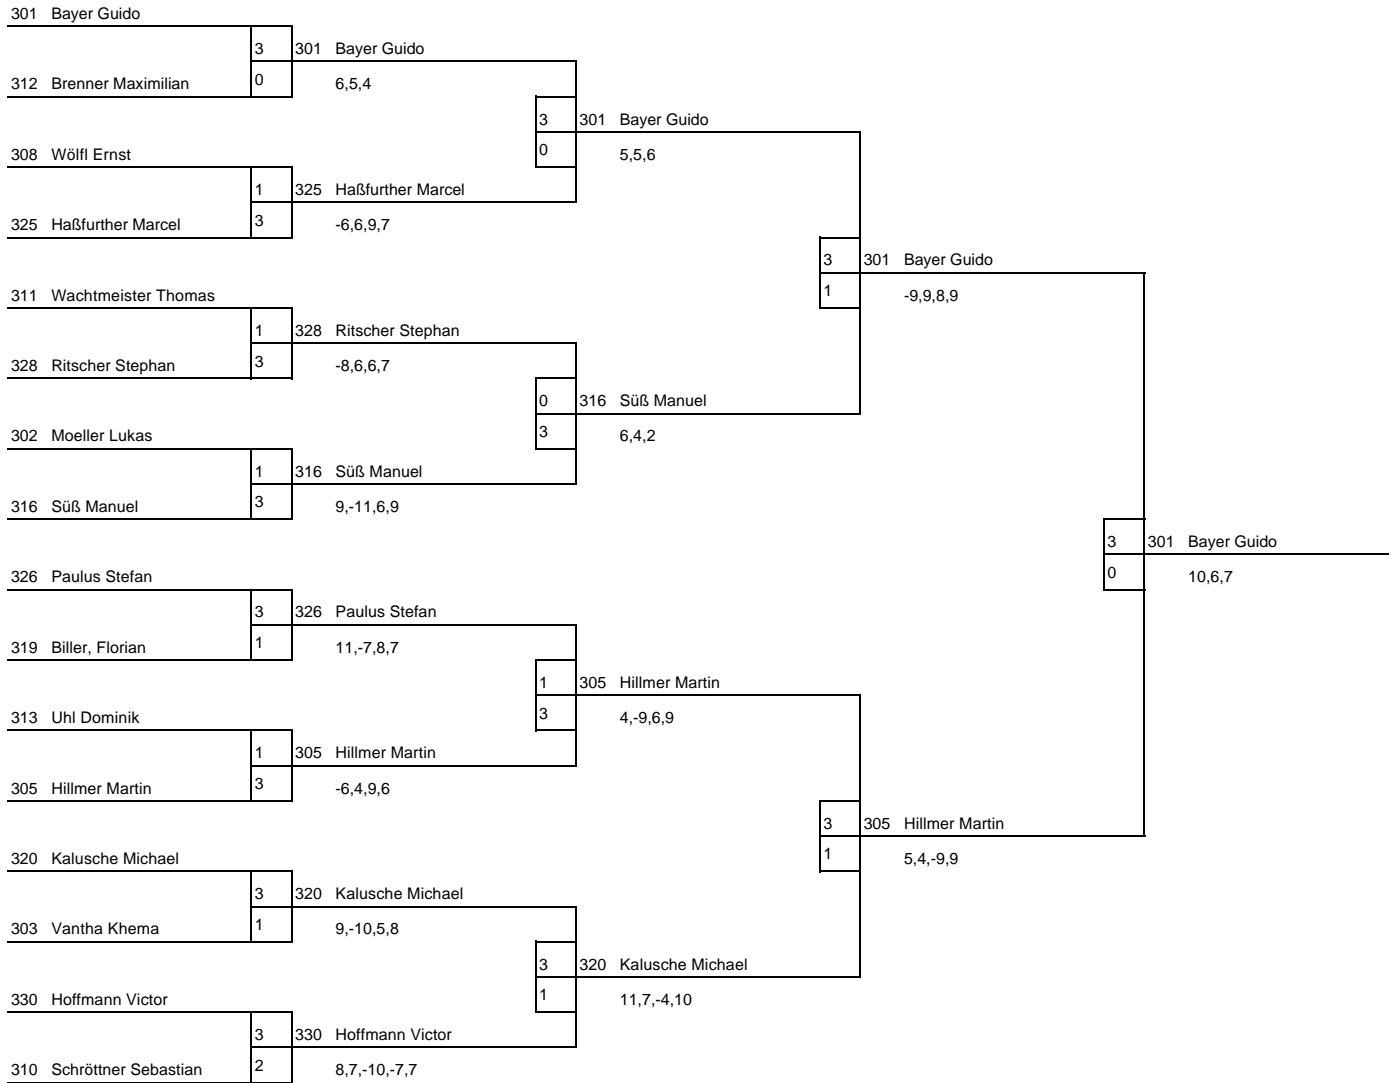 301 Bayer Guido
3 301 Bayer Guido
312 Brenner Maximilian 0 6,5,4
3 301 Bayer Guido
308 Wölfl Ernst 0 5,5,6
1 325 Haßfurther Marcel
325 Haßfurther Marcel 3 -6,6,9,7
3 301 Bayer Guido
311 Wachtmeister Thomas 1 -9,9,8,9
1 328 Ritscher Stephan
328 Ritscher Stephan 3 -8,6,6,7
0 316 Süß Manuel
302 Moeller Lukas 3 6,4,2
1 316 Süß Manuel
316 Süß Manuel 3 9,-11,6,9
3 301 Bayer Guido
326 Paulus Stefan 0 10,6,7
3 326 Paulus Stefan
319 Biller, Florian 1 11,-7,8,7
1 305 Hillmer Martin
313 Uhl Dominik 3 4,-9,6,9
1 305 Hillmer Martin
305 Hillmer Martin 3 -6,4,9,6
3 305 Hillmer Martin
320 Kalusche Michael 1 5,4,-9,9
3 320 Kalusche Michael
303 Vantha Khema 1 9,-10,5,8
3 320 Kalusche Michael
330 Hoffmann Victor 1 11,7,-4,10
3 330 Hoffmann Victor
310 Schröttner Sebastian 2 8,7,-10,-7,7